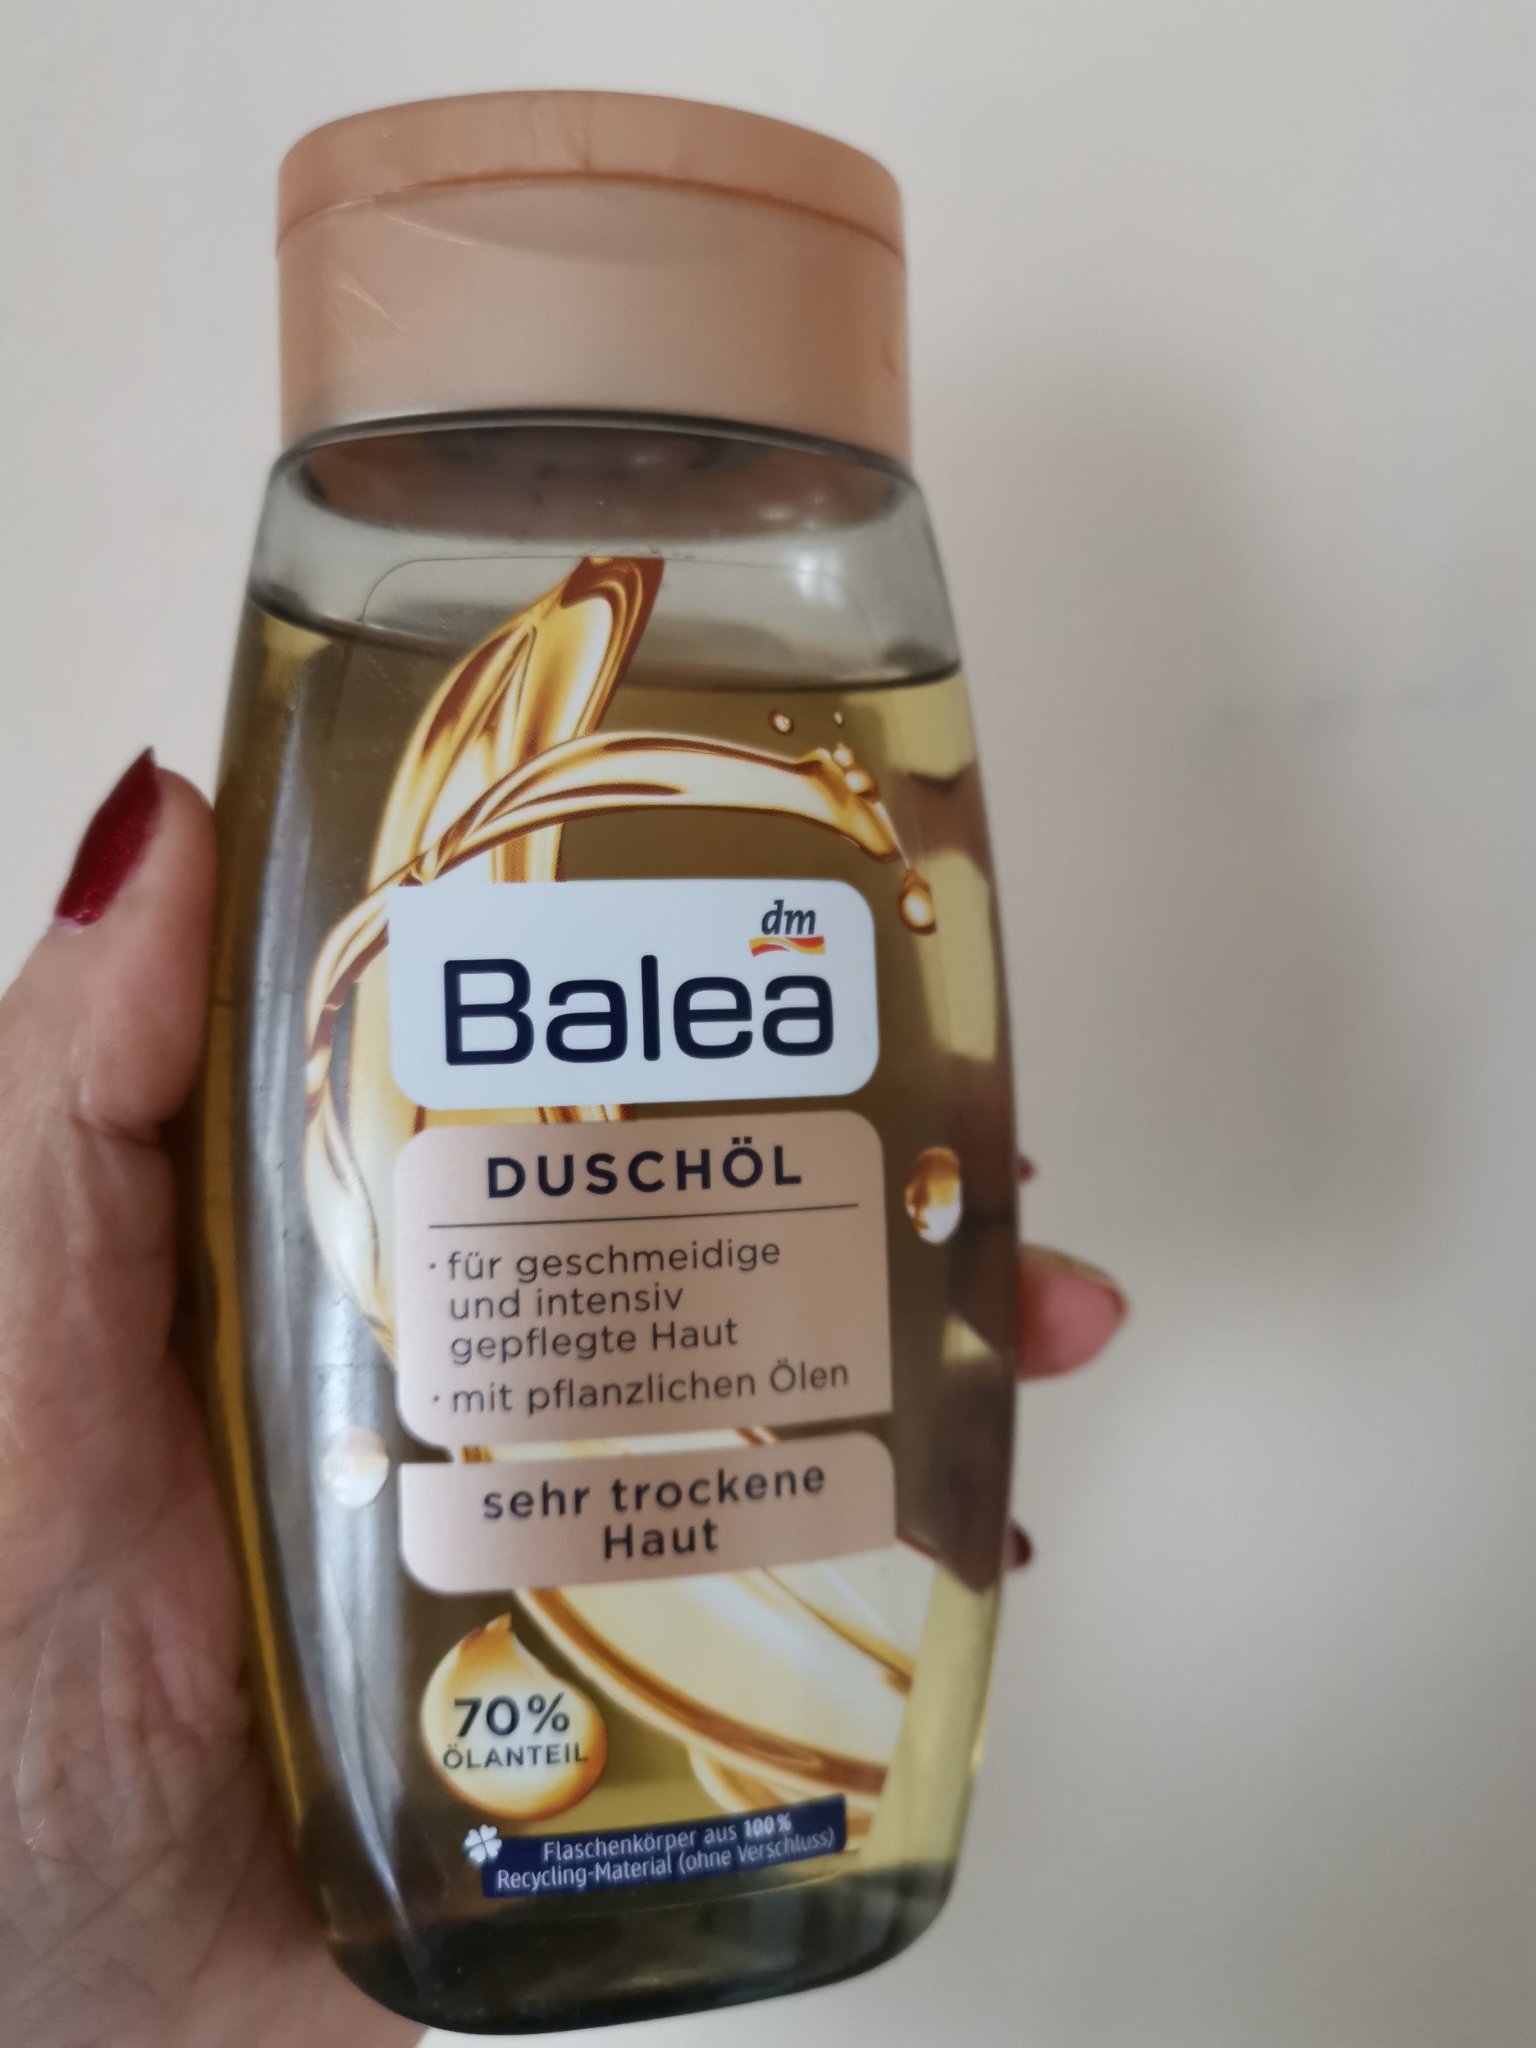 dm
Balea
DUSCHÖL
· für geschmeidige
und intensiv
gepflegte Haut
· mit pflanzlichen Ölen
sehr trockene
Haut
70%
ÖLANTEIL
Flaschenkörper aus 100%
Recycling-Material (ohne Verschluss)